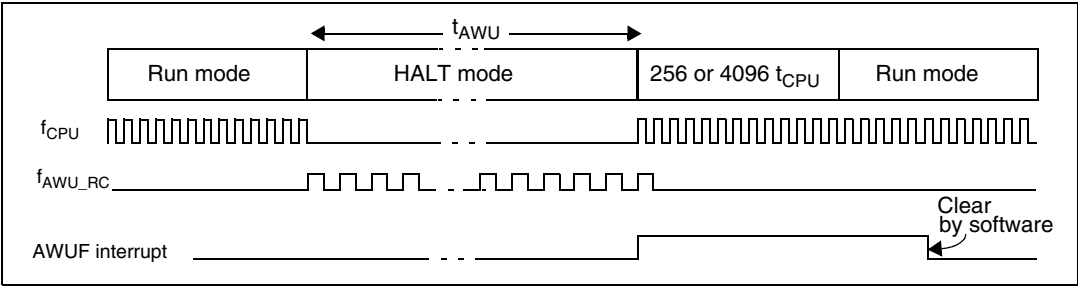 tAWU
Run mode
HALT mode
256 or 4096 tCPU
Run mode
fCPU
fAWU_RC
Clear
by software
AWUF interrupt